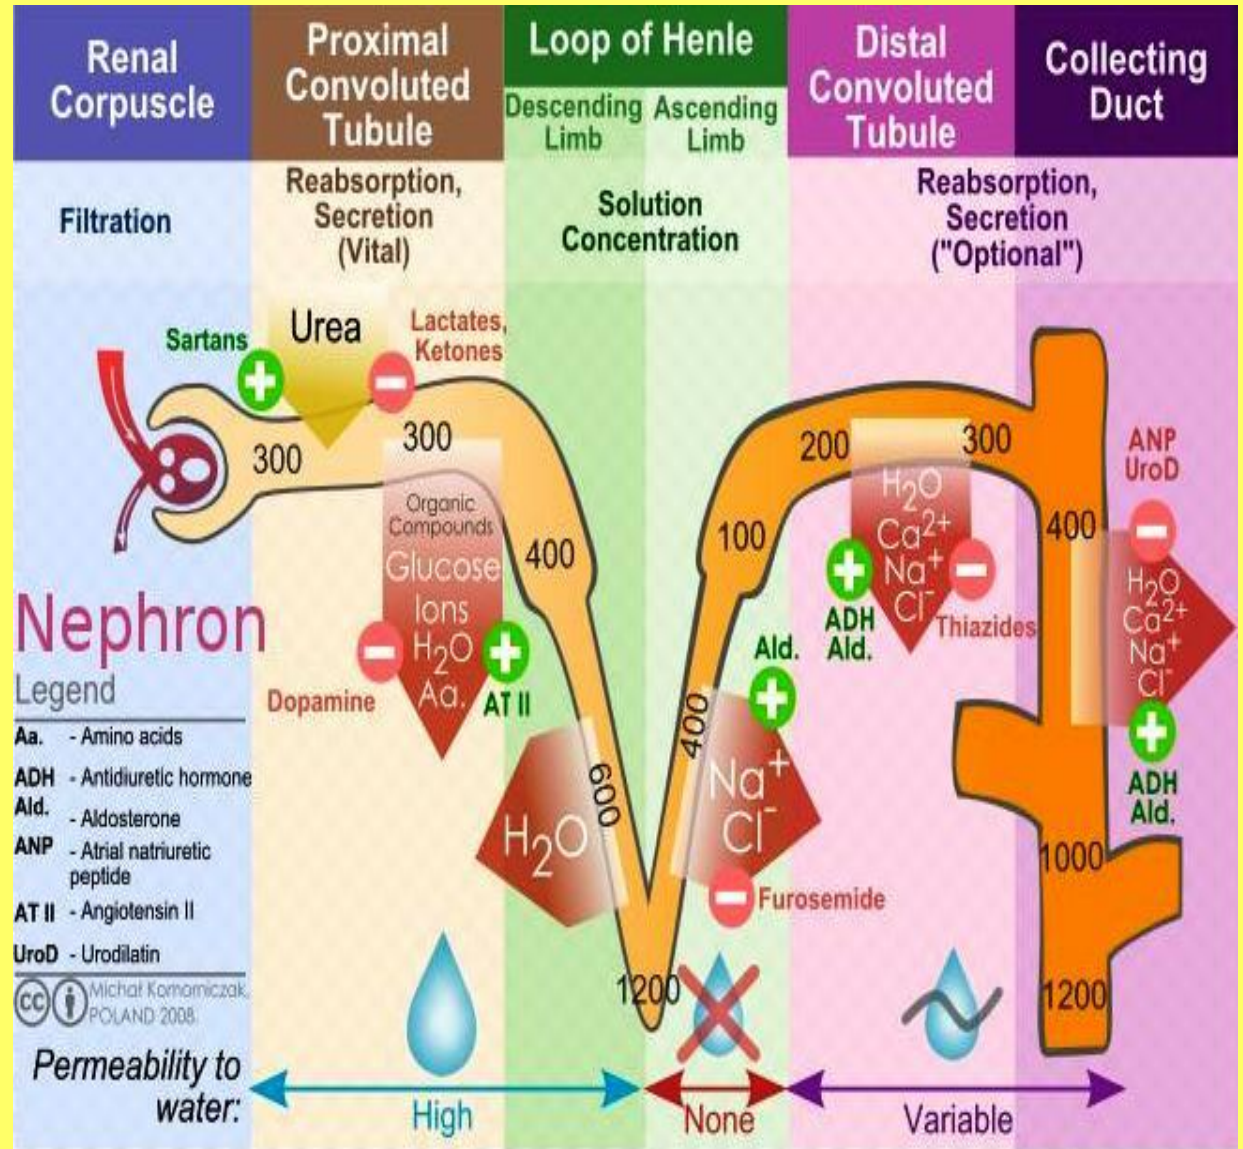 Renal
Corpuscle
Proximal
Convoluted
Tubule
Loop of Henle
Descending
Limb
Ascending
Limb
Distal
Convoluted
Tubule
Collecting
Duct
Filtration
Reabsorption,
Secretion
(Vital)
Solution
Concentration
Reabsorption,
Secretion
("Optional")
Sartans
Urea
Lactates,
Ketones
300
300
Organic
Compounds
Glucose
Ions
H2O
Aa.
Dopamine
AT II
400
600
H2O
1200
400
Na+
Cl-
Ald.
Furosemide
100
200
300
H2O
Ca2+
Na+
Cl-
ADH
Ald.
Thiazides
400
ANP
UroD
H2O
Ca2+
Na+
Cl-
ADH
Ald.
1000
1200
Nephron
Legend
Aa. - Amino acids
ADH - Antidiuretic hormone
Ald. - Aldosterone
ANP - Atrial natriuretic
peptide
AT II - Angiotensin II
UroD - Urodilatin
cc
Michał Komorniczak,
POLAND 2008.
Permeability to
water:
High
None
Variable